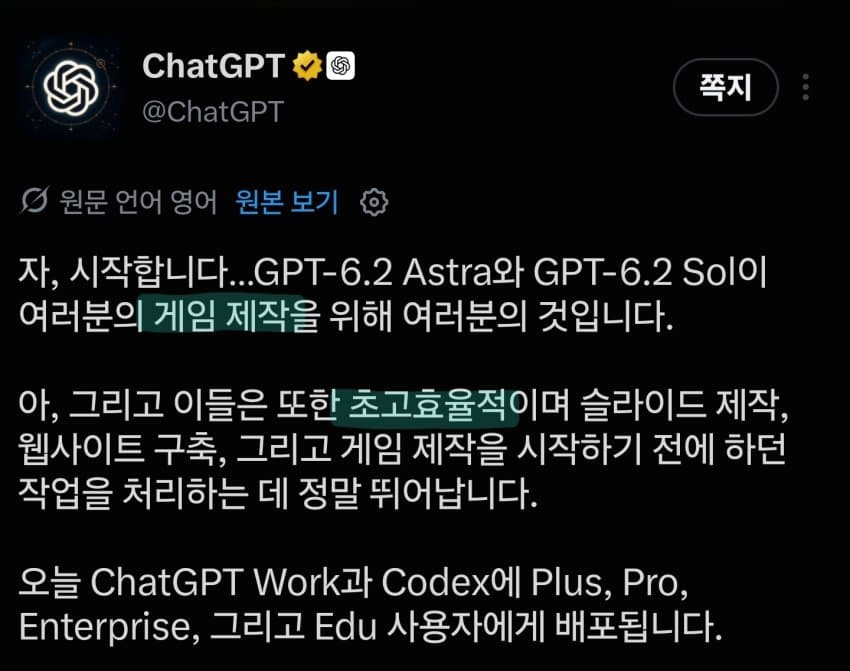 ChatGPT
@ChatGPT
쪽지
원문 언어 영어 원본 보기
자, 시작합니다...GPT-6.2 Astra와 GPT-6.2 Sol이
여러분의 게임 제작을 위해 여러분의 것입니다.
아, 그리고 이들은 또한 초고효율적이며 슬라이드 제작,
웹사이트 구축, 그리고 게임 제작을 시작하기 전에 하던
작업을 처리하는 데 정말 뛰어납니다.
오늘 ChatGPT Work과 Codex에 Plus, Pro,
Enterprise, 그리고 Edu 사용자에게 배포됩니다.